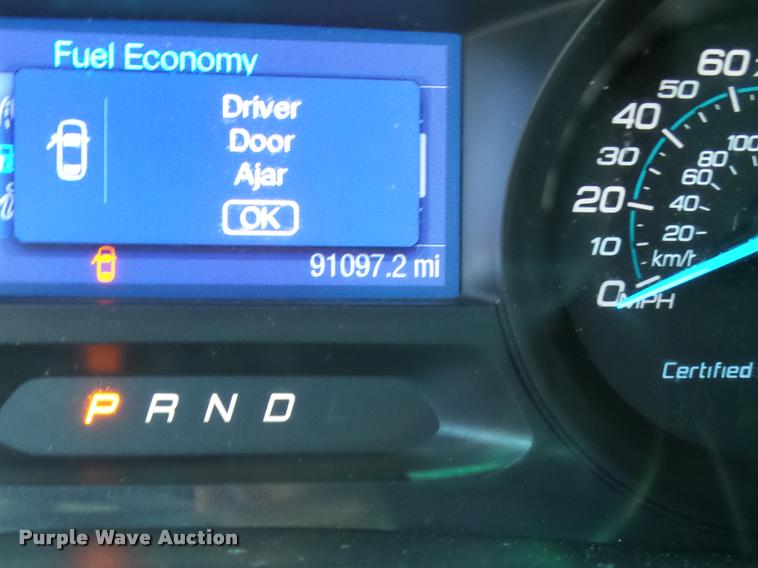 Fuel Economy
Driver
Door
Ajar
OK
91097.2 mi
60
50
40
30
20
10
0
MPH
100
80
60
40
20
km/h
Certified
P R N D L
Purple Wave Auction